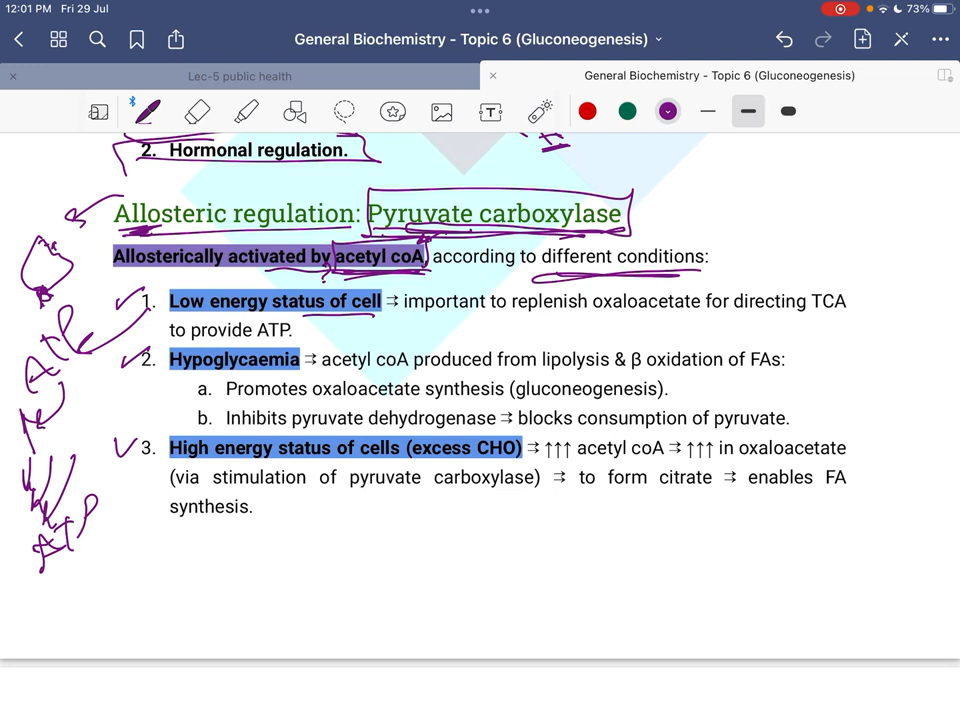 12:01 PM Fri 29 Jul
73%
General Biochemistry - Topic 6 (Gluconeogenesis)
Lec-5 public health
General Biochemistry - Topic 6 (Gluconeogenesis)
2. Hormonal regulation.
Allosteric regulation: Pyruvate carboxylase
Allosterically activated by acetyl coA, according to different conditions:
?
1. Low energy status of cell ⇉ important to replenish oxaloacetate for directing TCA
to provide ATP.
2. Hypoglycaemia ⇉ acetyl coA produced from lipolysis & β oxidation of FAs:
a. Promotes oxaloacetate synthesis (gluconeogenesis).
b. Inhibits pyruvate dehydrogenase ⇉ blocks consumption of pyruvate.
3. High energy status of cells (excess CHO) ⇉ ↑↑↑ acetyl coA ⇉ ↑↑↑ in oxaloacetate
(via stimulation of pyruvate carboxylase) ⇉ to form citrate ⇉ enables FA
synthesis.
ATP
ATP